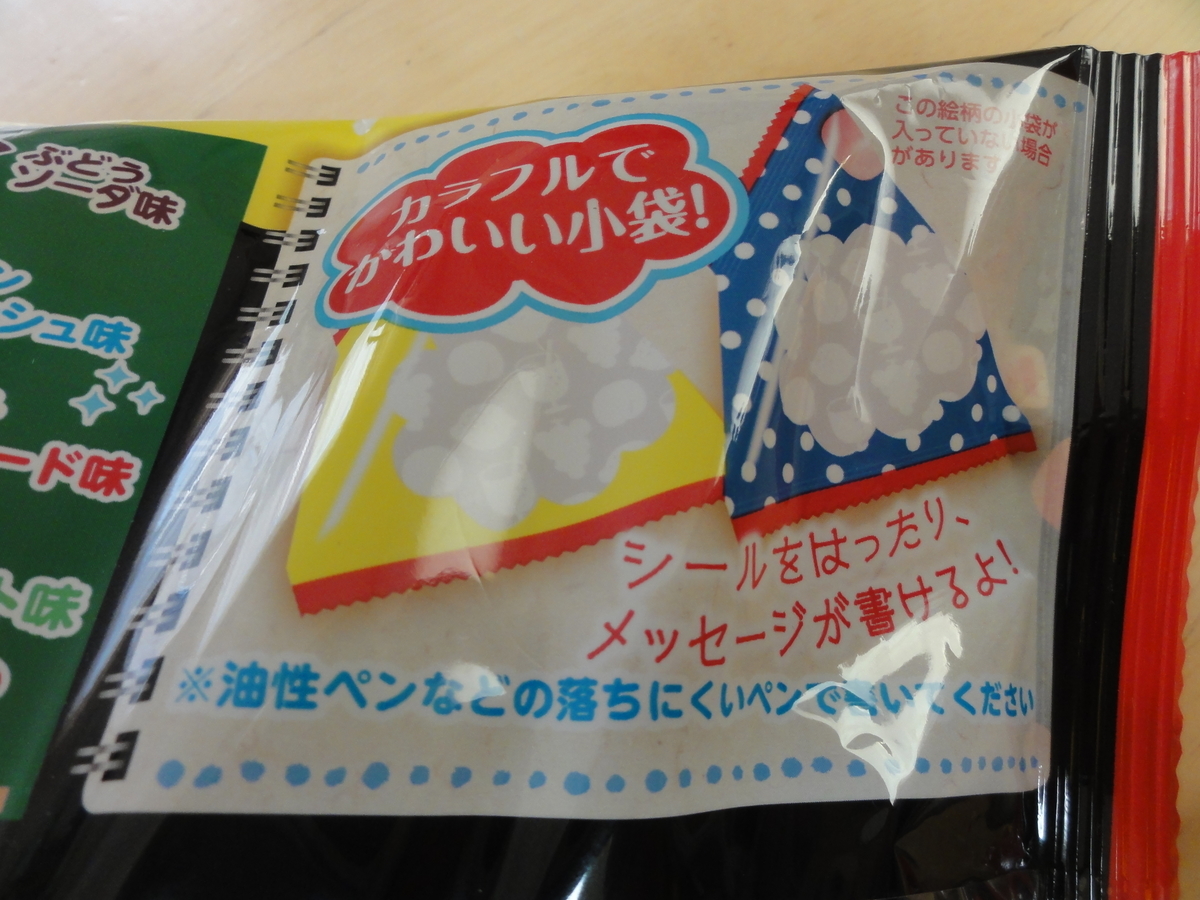 ぶどう
ソーダ味
シュ味
ード味
ト味
カラフルで
かわいい小袋!
この絵柄の小袋が
入っていない場合
があります
シールをはったり、
メッセージが書けるよ!
※油性ペンなどの落ちにくいペンで書いてください